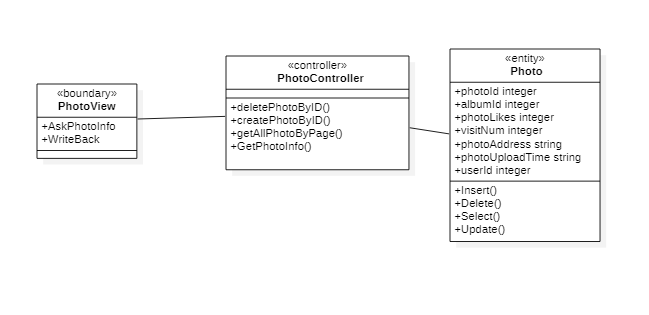 «boundary»
PhotoView
+AskPhotoInfo
+WriteBack
«controller»
PhotoController
+deletePhotoByID()
+createPhotoByID()
+getAllPhotoByPage()
+GetPhotoInfo()
«entity»
Photo
+photoId integer
+albumId integer
+photoLikes integer
+visitNum integer
+photoAddress string
+photoUploadTime string
+userId integer
+Insert()
+Delete()
+Select()
+Update()